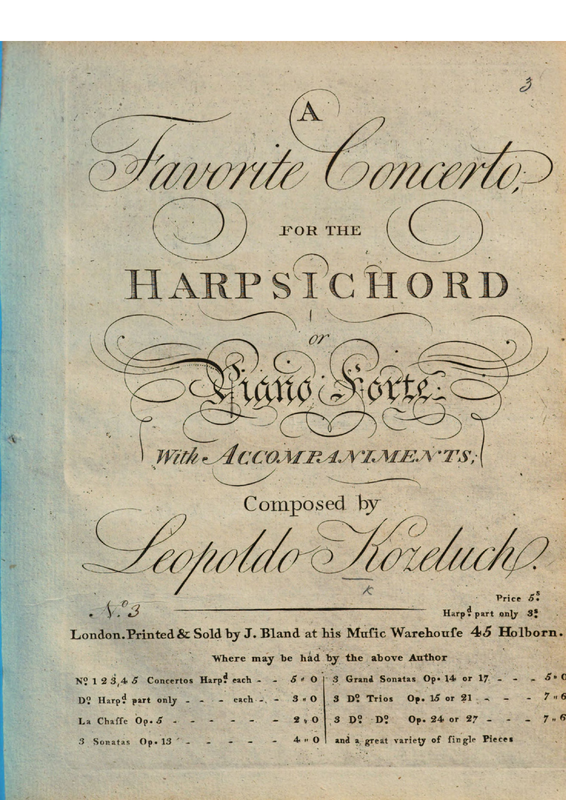 3
A
Favorite Concerto,
FOR THE
HARPSICHORD
or
Piano Forte
With ACCOMPANIMENTS;
Composed by
Leopoldo Kozeluch.
K
Price 5s
No. 3
Harpd. part only 3s
London. Printed & Sold by J. Bland at his Mufic Warehoufe 45 Holborn.
Where may be had by the above Author
No. 1 2 3, 4 5 Concertos Harpd. each - - 5 " 0
Do. Harpd. part only - - - each - - 3 " 0
La Chaffe Op. 5 - - - - - - - 2 " 0
3 Sonatas Op. 13 - - - - - 4 " 0
3 Grand Sonatas Op. 14 or 17 - - - 5 " 0
3 Do. Trios Op. 15 or 21 - - - 7 " 6
3 Do. Do. Op. 24 or 27 - - - 7 " 6
and a great variety of fingle Pieces